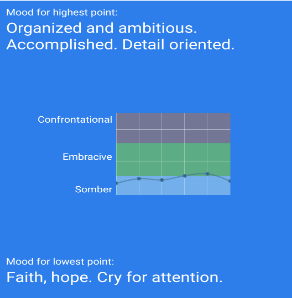 Mood for highest point:
Organized and ambitious.
Accomplished. Detail oriented.
Confrontational
Embracive
Somber
Mood for lowest point:
Faith, hope. Cry for attention.